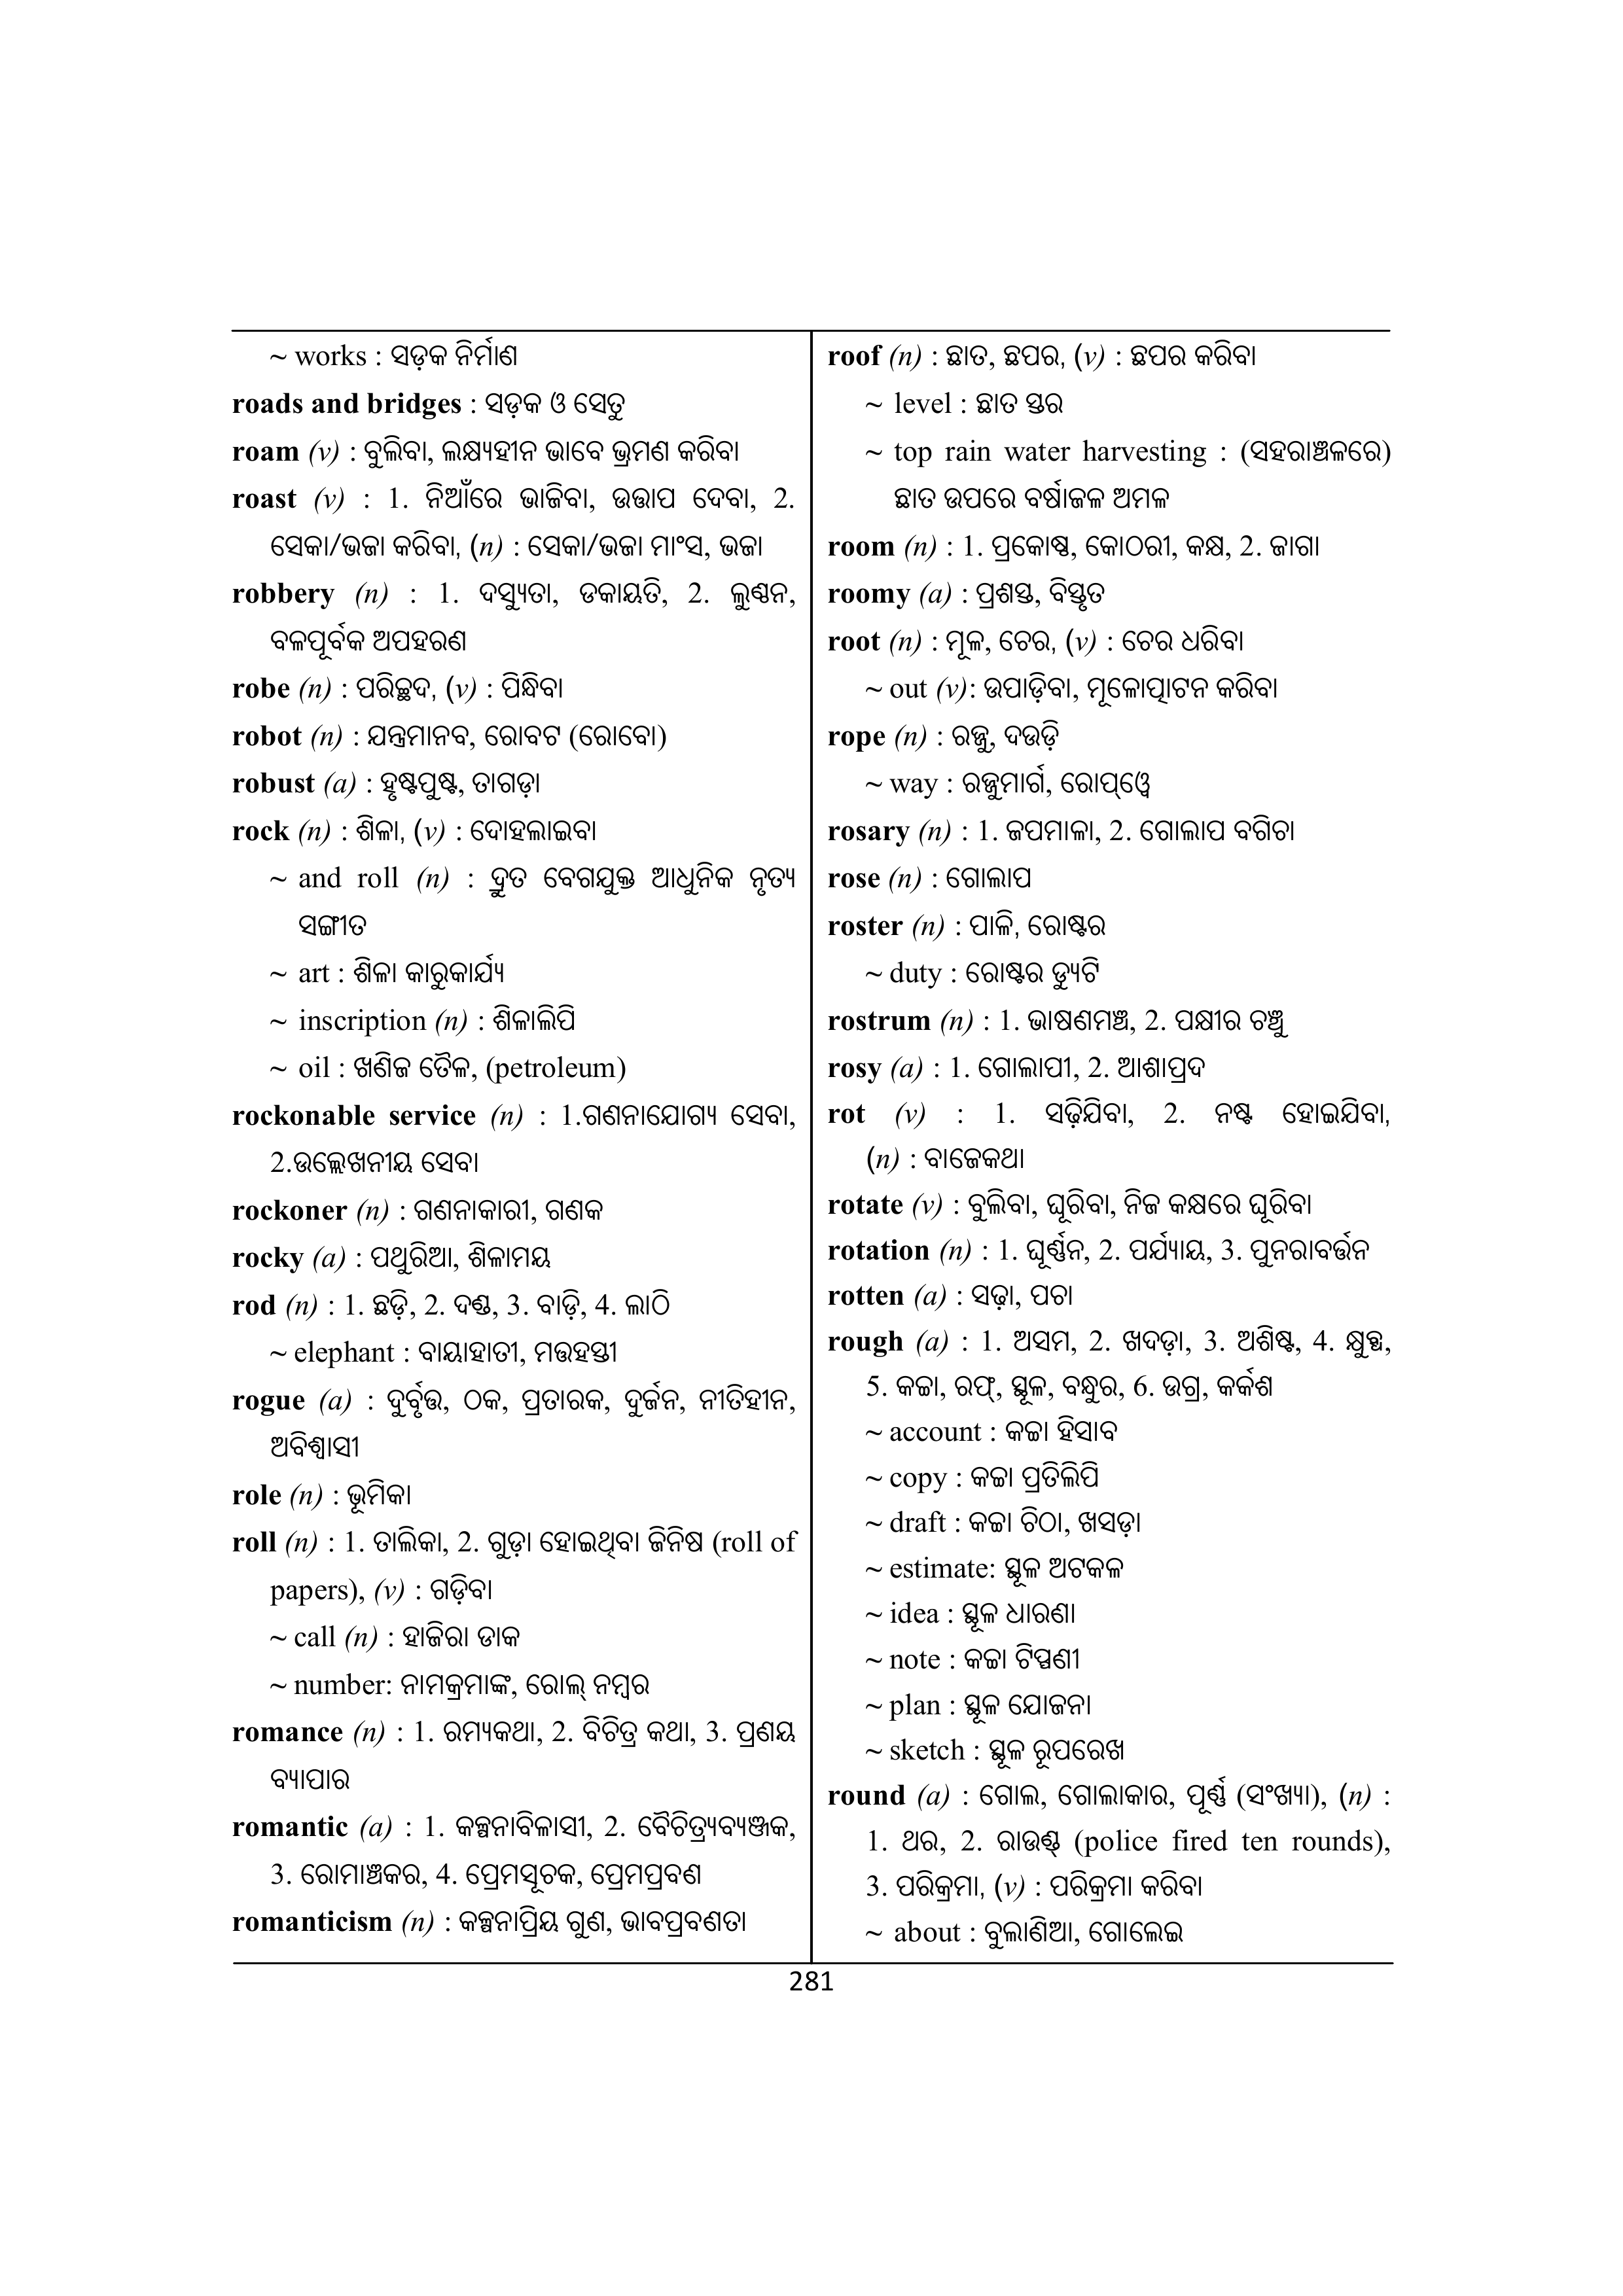 ~ works : ସଡ଼କ ନିର୍ମାଣ
roads and bridges : ସଡ଼କ ଓ ସେତୁ
roam (v) : ବୁଲିବା, ଲକ୍ଷ୍ୟହୀନ ଭାବେ ଭ୍ରମଣ କରିବା
roast (v) : 1. ନିଆଁରେ ଭାଜିବା, ଉତ୍ତାପ ଦେବା, 2.
ସେକା/ଭଜା କରିବା, (n) : ସେକା/ଭଜା ମାଂସ, ଭଜା
robbery (n) : 1. ଦସ୍ୟୁତା, ଡକାୟତି, 2. ଲୁଣ୍ଠନ,
ବଳପୂର୍ବକ ଅପହରଣ
robe (n) : ପରିଚ୍ଛଦ, (v) : ପିନ୍ଧିବା
robot (n) : ଯନ୍ତ୍ରମାନବ, ରୋବଟ (ରୋବୋ)
robust (a) : ହୃଷ୍ଟପୁଷ୍ଟ, ତାଗଡ଼ା
rock (n) : ଶିଳା, (v) : ଦୋହଲାଇବା
~ and roll (n) : ଦ୍ରୁତ ବେଗଯୁକ୍ତ ଆଧୁନିକ ନୃତ୍ୟ
ସଙ୍ଗୀତ
~ art : ଶିଳା କାରୁକାର୍ଯ୍ୟ
~ inscription (n) : ଶିଳାଲିପି
~ oil : ଖଣିଜ ତୈଳ, (petroleum)
rockonable service (n) : 1.ଗଣନାଯୋଗ୍ୟ ସେବା,
2.ଉଲ୍ଲେଖନୀୟ ସେବା
rockoner (n) : ଗଣନାକାରୀ, ଗଣକ
rocky (a) : ପଥୁରିଆ, ଶିଳାମୟ
rod (n) : 1. ଛଡ଼ି, 2. ଦଣ୍ଡ, 3. ବାଡ଼ି, 4. ଲାଠି
~ elephant : ବାୟାହାତୀ, ମତ୍ତହସ୍ତୀ
rogue (a) : ଦୁର୍ବୃତ୍ତ, ଠକ, ପ୍ରତାରକ, ଦୁର୍ଜନ, ନୀତିହୀନ,
ଅବିଶ୍ୱାସୀ
role (n) : ଭୂମିକା
roll (n) : 1. ତାଲିକା, 2. ଗୁଡ଼ା ହୋଇଥିବା ଜିନିଷ (roll of
papers), (v) : ଗଡ଼ିବା
~ call (n) : ହାଜିରା ଡାକ
~ number: ନାମକ୍ରମାଙ୍କ, ରୋଲ୍ ନମ୍ବର
romance (n) : 1. ରମ୍ୟକଥା, 2. ବିଚିତ୍ର କଥା, 3. ପ୍ରଣୟ
ବ୍ୟାପାର
romantic (a) : 1. କଳ୍ପନାବିଳାସୀ, 2. ବୈଚିତ୍ର୍ୟବ୍ୟଞ୍ଜକ,
3. ରୋମାଞ୍ଚକର, 4. ପ୍ରେମସୂଚକ, ପ୍ରେମପ୍ରବଣ
romanticism (n) : କଳ୍ପନାପ୍ରିୟ ଗୁଣ, ଭାବପ୍ରବଣତା
roof (n) : ଛାତ, ଛପର, (v) : ଛପର କରିବା
~ level : ଛାତ ସ୍ତର
~ top rain water harvesting : (ସହରାଞ୍ଚଳରେ)
ଛାତ ଉପରେ ବର୍ଷାଜଳ ଅମଳ
room (n) : 1. ପ୍ରକୋଷ୍ଠ, କୋଠରୀ, କକ୍ଷ, 2. ଜାଗା
roomy (a) : ପ୍ରଶସ୍ତ, ବିସ୍ତୃତ
root (n) : ମୂଳ, ଚେର, (v) : ଚେର ଧରିବା
~ out (v): ଉପାଡ଼ିବା, ମୂଳୋତ୍ପାଟନ କରିବା
rope (n) : ରଜ୍ଜୁ, ଦଉଡ଼ି
~ way : ରଜ୍ଜୁମାର୍ଗ, ରୋପ୍‌ୱେ
rosary (n) : 1. ଜପମାଳା, 2. ଗୋଲାପ ବଗିଚା
rose (n) : ଗୋଲାପ
roster (n) : ପାଳି, ରୋଷ୍ଟର
~ duty : ରୋଷ୍ଟର ଡ୍ୟୁଟି
rostrum (n) : 1. ଭାଷଣମଞ୍ଚ, 2. ପକ୍ଷୀର ଚଞ୍ଚୁ
rosy (a) : 1. ଗୋଲାପୀ, 2. ଆଶାପ୍ରଦ
rot (v) : 1. ସଢ଼ିଯିବା, 2. ନଷ୍ଟ ହୋଇଯିବା,
(n) : ବାଜେକଥା
rotate (v) : ବୁଲିବା, ଘୂରିବା, ନିଜ କକ୍ଷରେ ଘୂରିବା
rotation (n) : 1. ଘୂର୍ଣ୍ଣନ, 2. ପର୍ଯ୍ୟାୟ, 3. ପୁନରାବର୍ତ୍ତନ
rotten (a) : ସଢ଼ା, ପଚା
rough (a) : 1. ଅସମ, 2. ଖଦଡ଼ା, 3. ଅଶିଷ୍ଟ, 4. କ୍ଷୁବ୍ଧ,
5. କଚ୍ଚା, ରଫ୍, ସ୍ଥୂଳ, ବନ୍ଧୁର, 6. ଉଗ୍ର, କର୍କଶ
~ account : କଚ୍ଚା ହିସାବ
~ copy : କଚ୍ଚା ପ୍ରତିଲିପି
~ draft : କଚ୍ଚା ଚିଠା, ଖସଡ଼ା
~ estimate: ସ୍ଥୂଳ ଅଟକଳ
~ idea : ସ୍ଥୂଳ ଧାରଣା
~ note : କଚ୍ଚା ଟିପ୍ପଣୀ
~ plan : ସ୍ଥୂଳ ଯୋଜନା
~ sketch : ସ୍ଥୂଳ ରୂପରେଖ
round (a) : ଗୋଲ, ଗୋଲାକାର, ପୂର୍ଣ୍ଣ (ସଂଖ୍ୟା), (n) :
1. ଥର, 2. ରାଉଣ୍ଡ୍ (police fired ten rounds),
3. ପରିକ୍ରମା, (v) : ପରିକ୍ରମା କରିବା
~ about : ବୁଲାଣିଆ, ଗୋଲେଇ
281